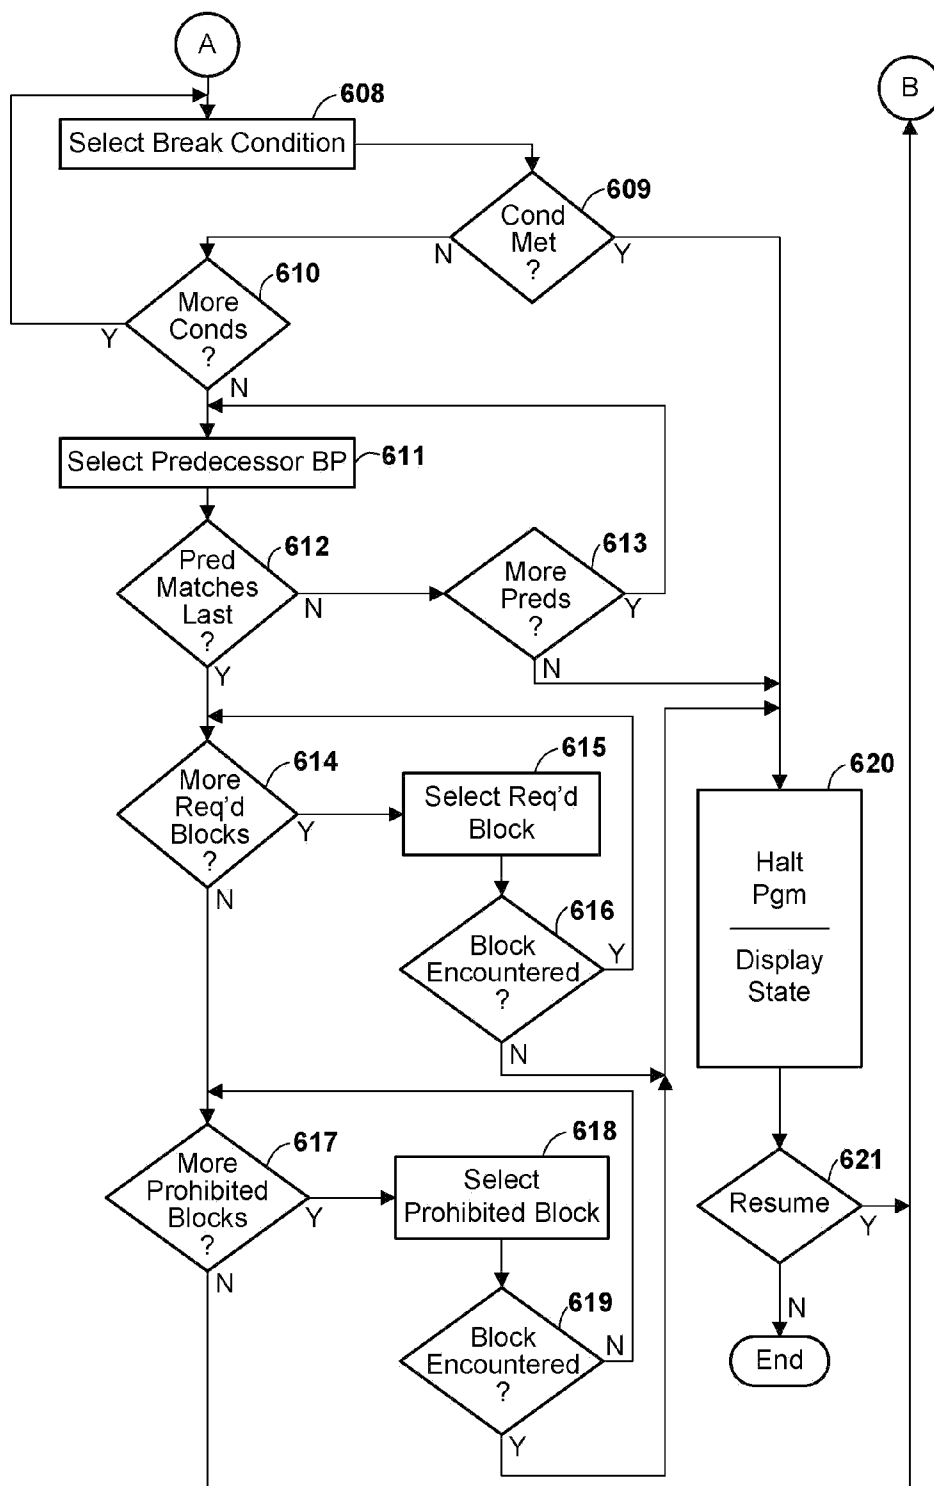 A
B
608
Select Break Condition
609
Cond
Met
?
N
Y
610
More
Conds
?
Y
N
Select Predecessor BP
611
612
Pred
Matches
Last
?
N
Y
613
More
Preds
?
Y
N
614
More
Req'd
Blocks
?
Y
N
615
Select Req'd
Block
616
Block
Encountered
?
Y
N
617
More
Prohibited
Blocks
?
Y
N
618
Select
Prohibited Block
619
Block
Encountered
?
N
Y
620
Halt
Pgm
Display
State
621
Resume
Y
N
End